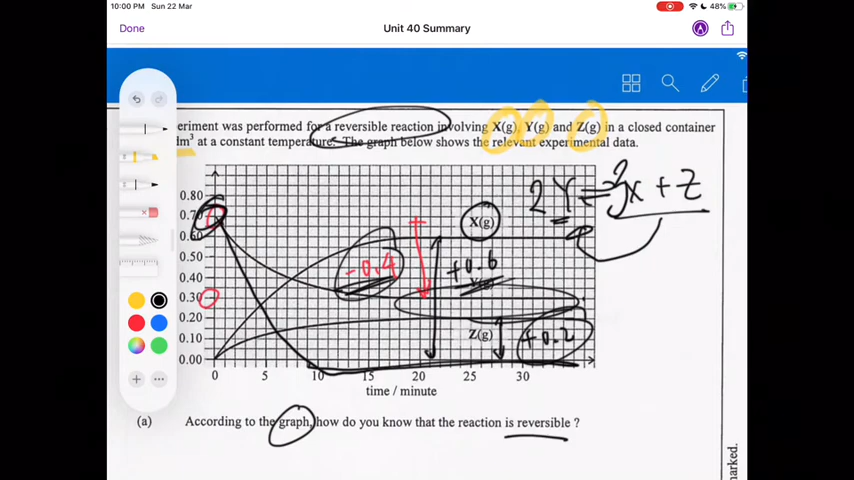 10:00 PM Sun 22 Mar
48%
Done
Unit 40 Summary
eriment was performed for a reversible reaction involving X(g), Y(g) and Z(g) in a closed container
dm³ at a constant temperature. The graph below shows the relevant experimental data.
2Y ⇌ 3X + Z
0.80
0.70
0.60
0.50
0.40
0.30
0.20
0.10
0.00
X(g)
-0.4
+0.6
Y(g)
Z(g)
+0.2
0 5 10 15 20 25 30
time / minute
(a) According to the graph, how do you know that the reaction is reversible ?
marked.